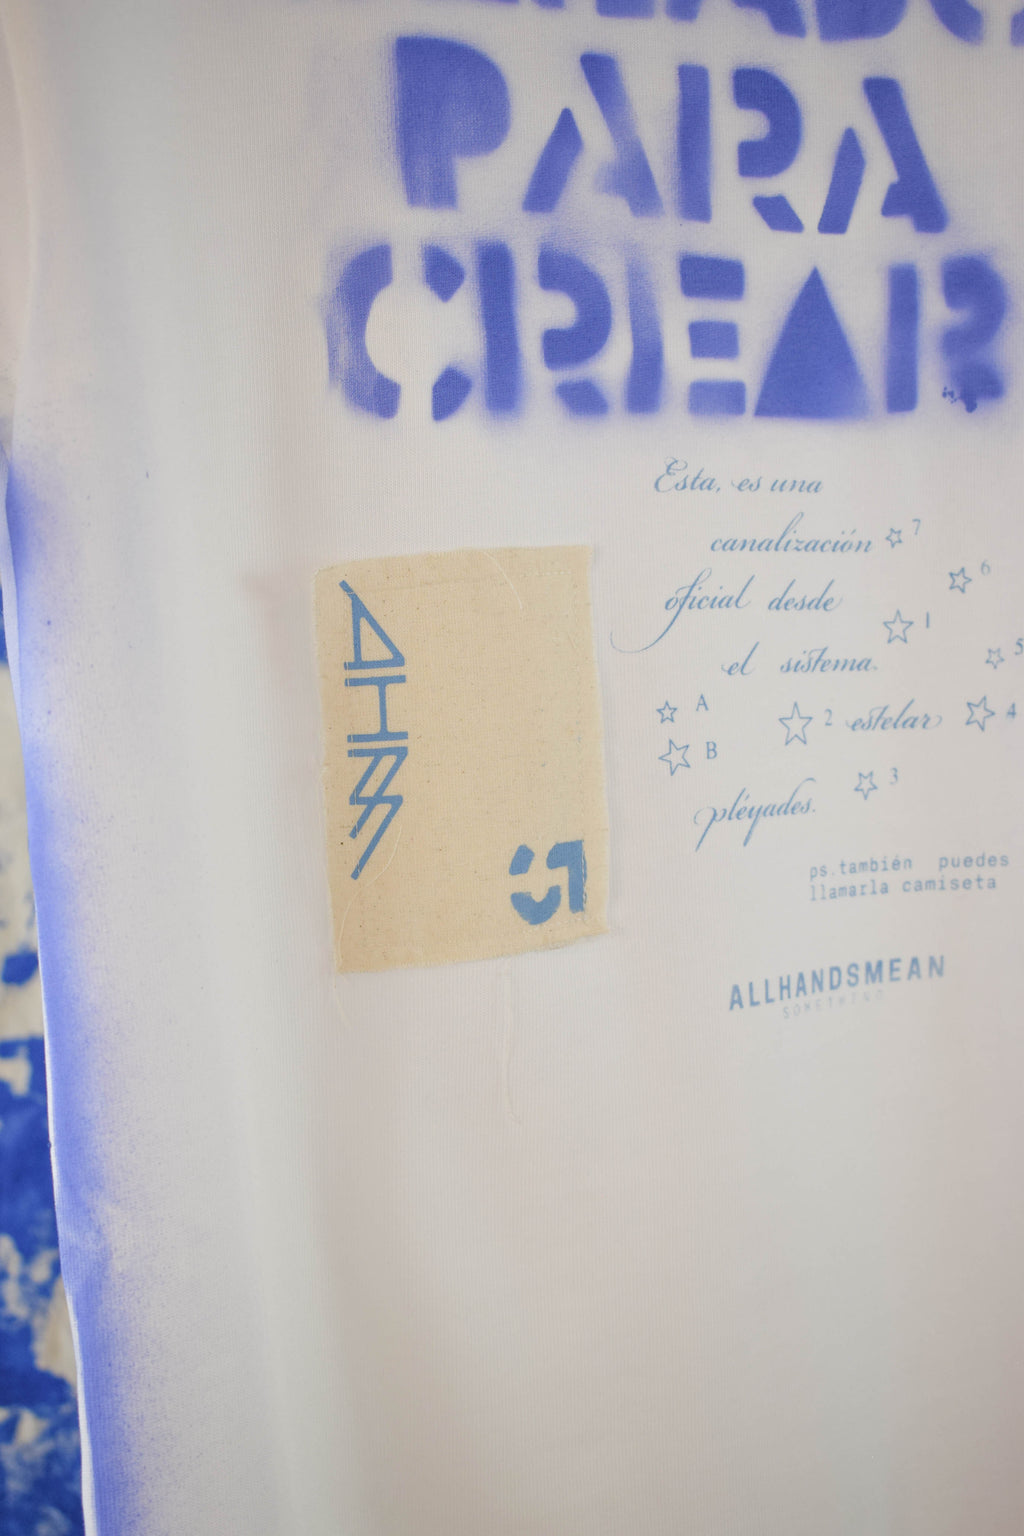 PARA
CREAR
Esta, es una
canalización 7
6
oficial desde
1
el sistema.
5
A
2 estelar 4
B
3
pléyades.
ps.también puedes
llamarla camiseta
ALLHANDSMEAN
SOMETHING